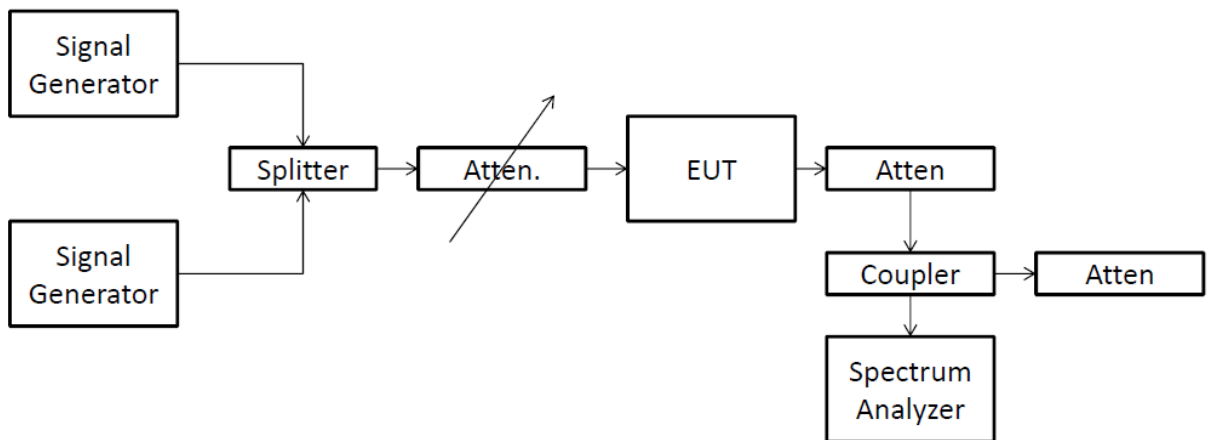 Signal
Generator
Splitter
Atten.
EUT
Atten
Signal
Generator
Coupler
Atten
Spectrum
Analyzer